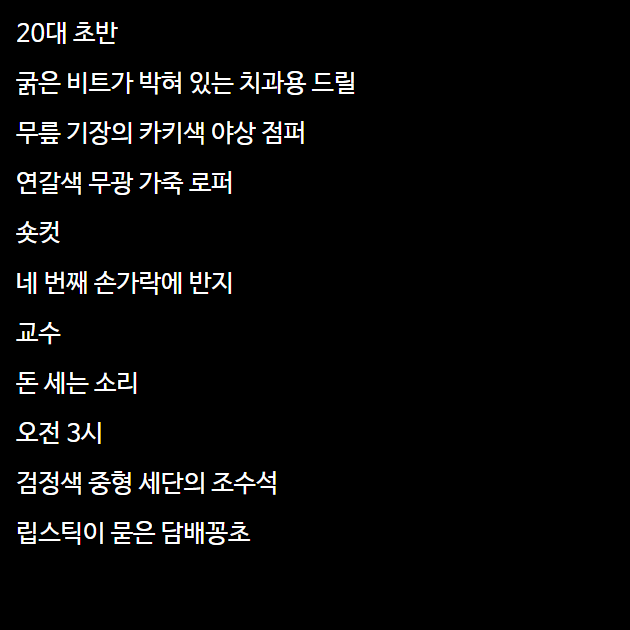 20대 초반
굵은 비트가 박혀 있는 치과용 드릴
무릎 기장의 카키색 야상 점퍼
연갈색 무광 가죽 로퍼
숏컷
네 번째 손가락에 반지
교수
돈 세는 소리
오전 3시
검정색 중형 세단의 조수석
립스틱이 묻은 담배꽁초